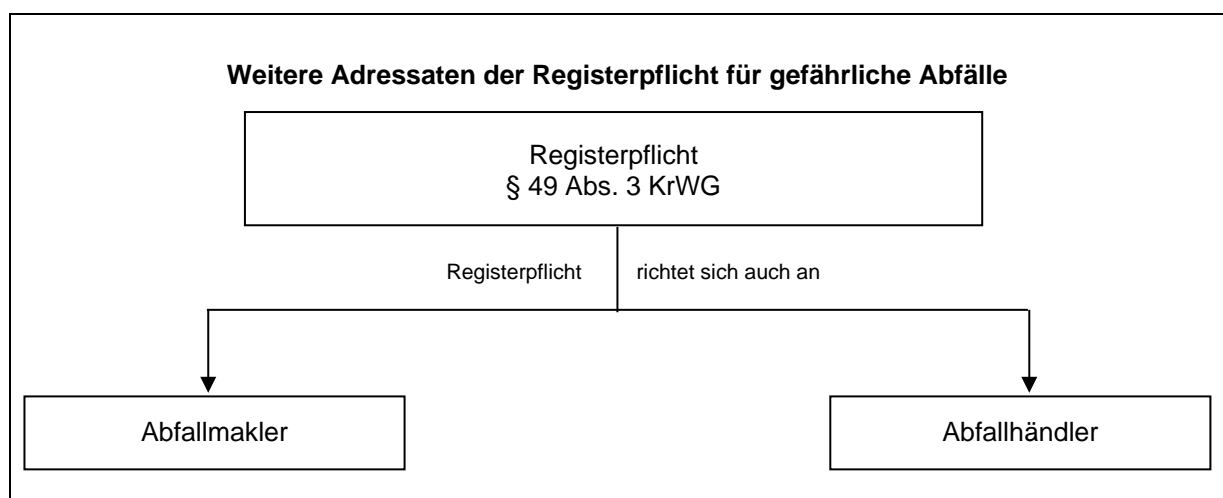 Weitere Adressaten der Registerpflicht für gefährliche Abfälle
Registerpflicht
§ 49 Abs. 3 KrWG
Registerpflicht richtet sich auch an
Abfallmakler
Abfallhändler